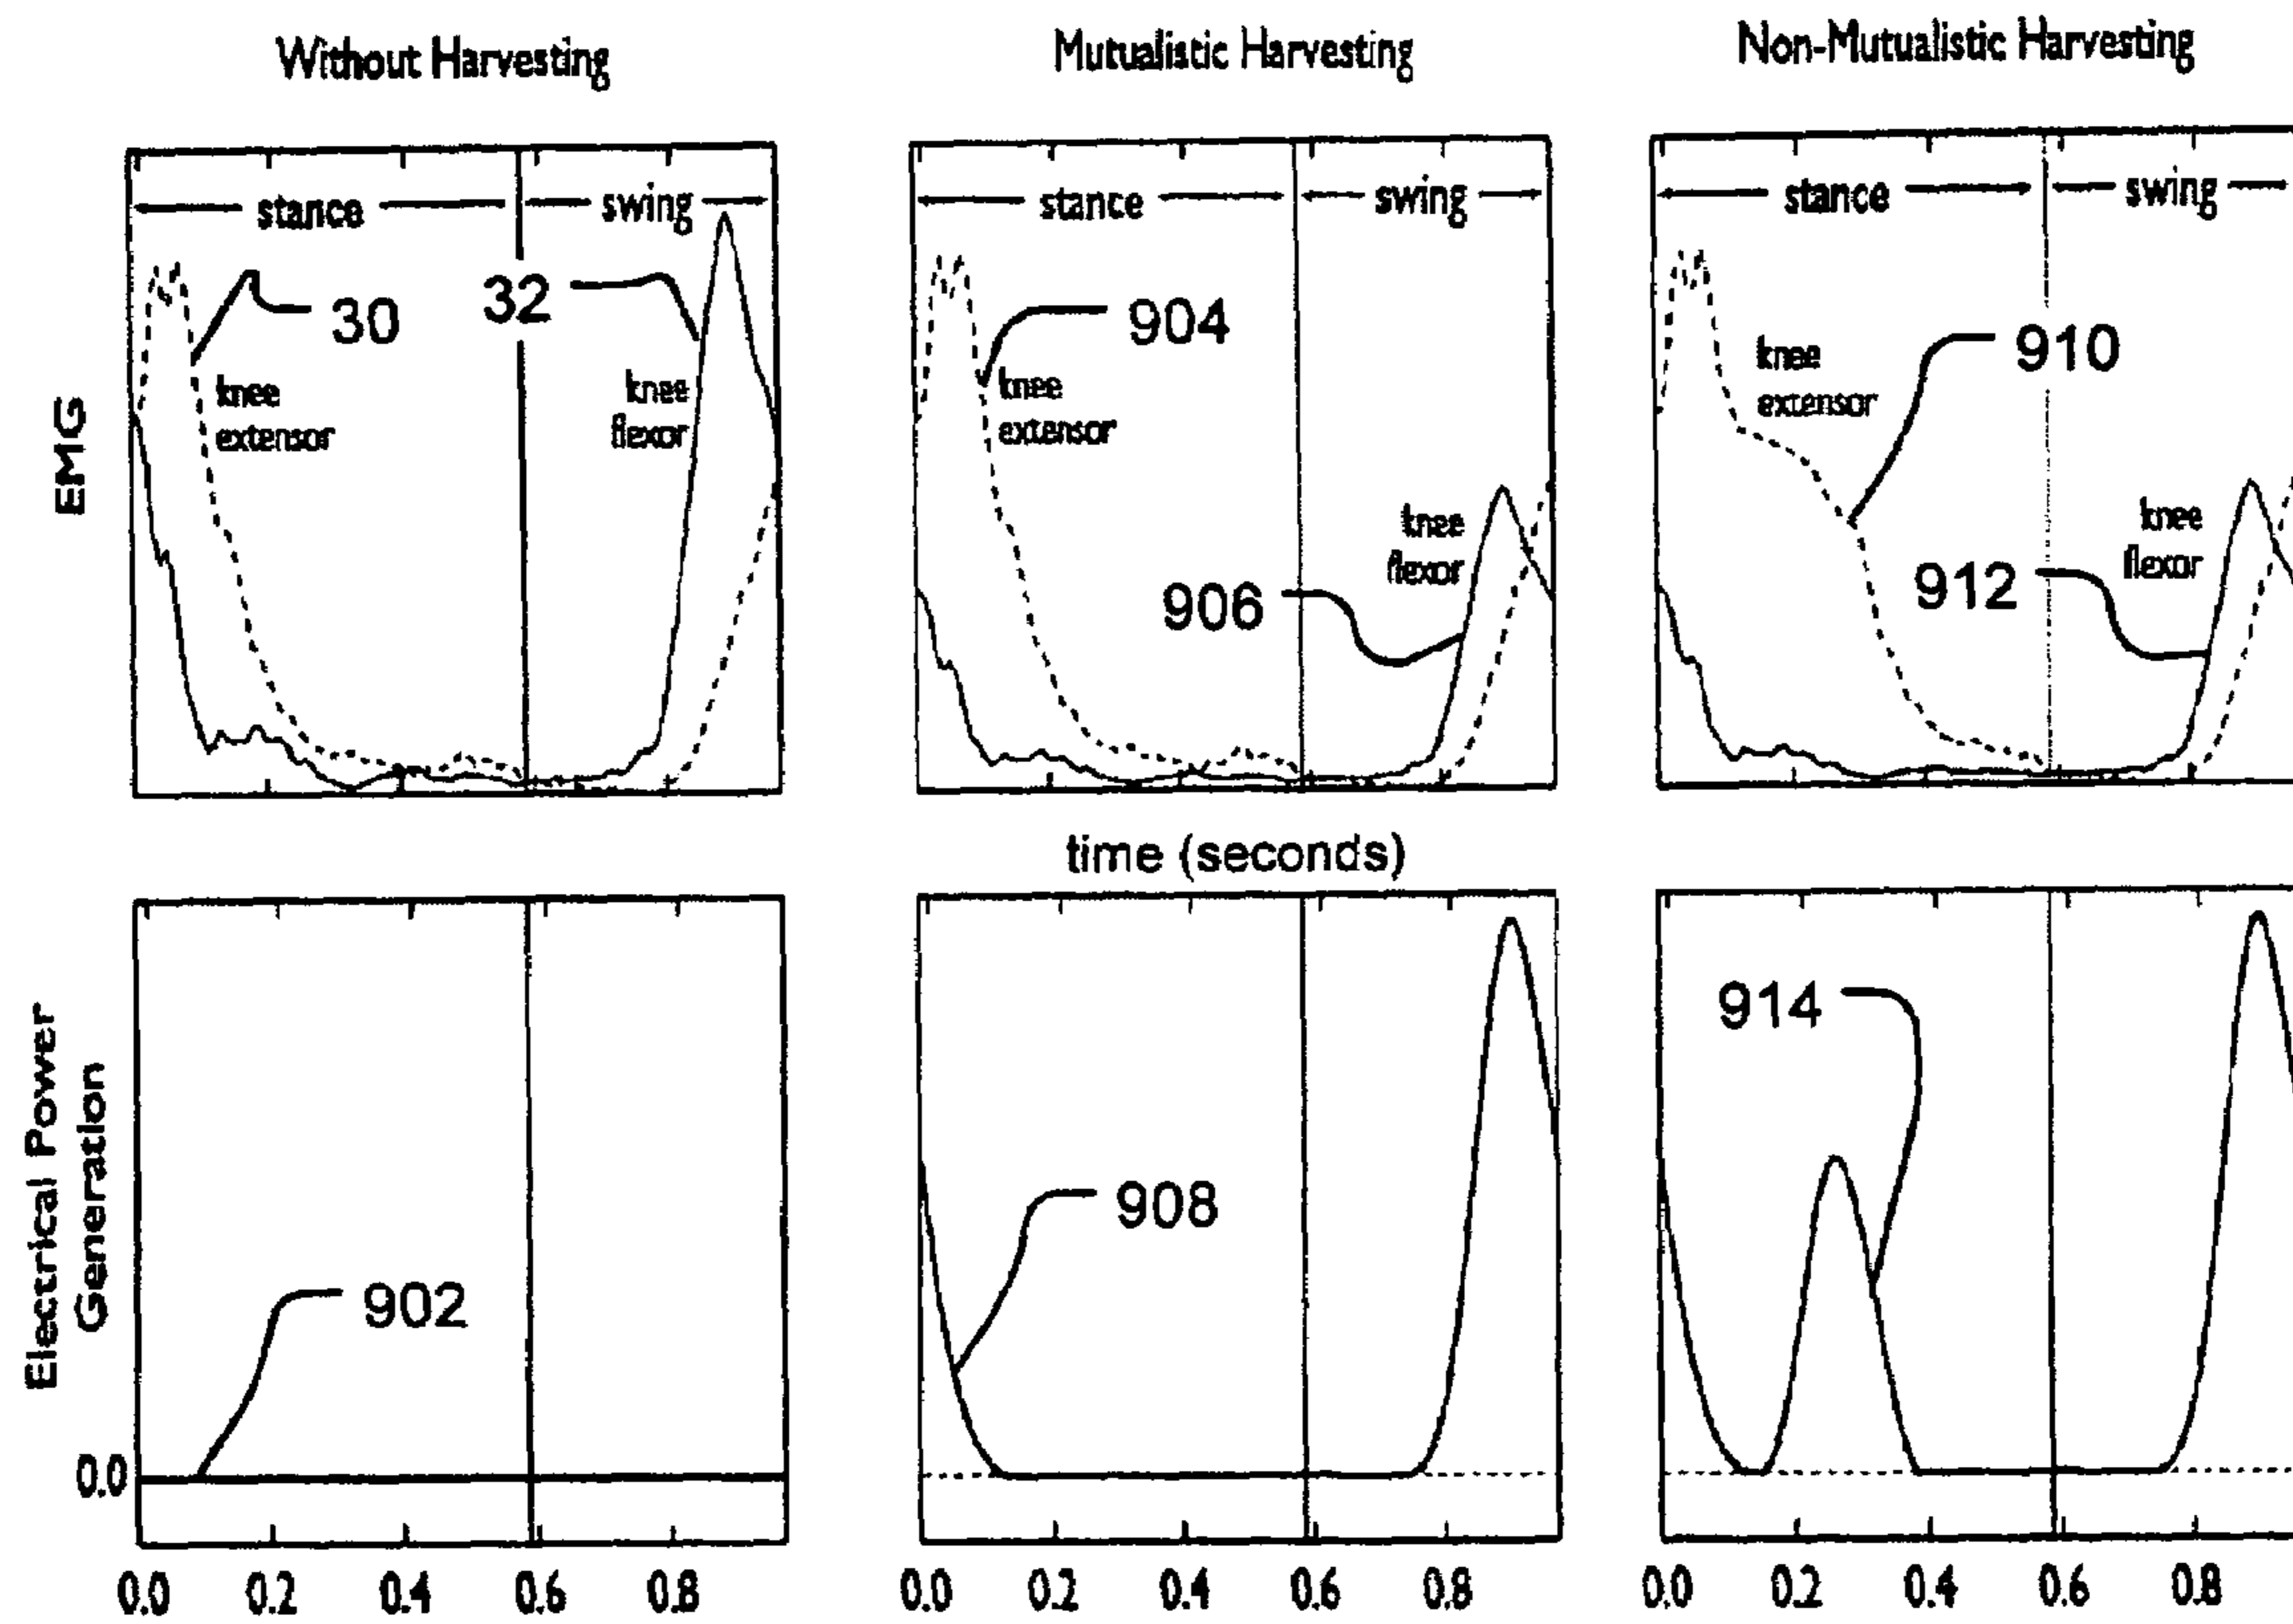 Without Harvesting
Mutualistic Harvesting
Non-Mutualistic Harvesting
EMG
stance
swing
30
32
knee
extensor
knee
flexor
stance
swing
904
knee
extensor
knee
flexor
906
stance
swing
knee
extensor
910
knee
flexor
912
time (seconds)
Electrical Power
Generation
0.0
902
908
914
0.0 0.2 0.4 0.6 0.8
0.0 0.2 0.4 0.6 0.8
0.0 0.2 0.4 0.6 0.8